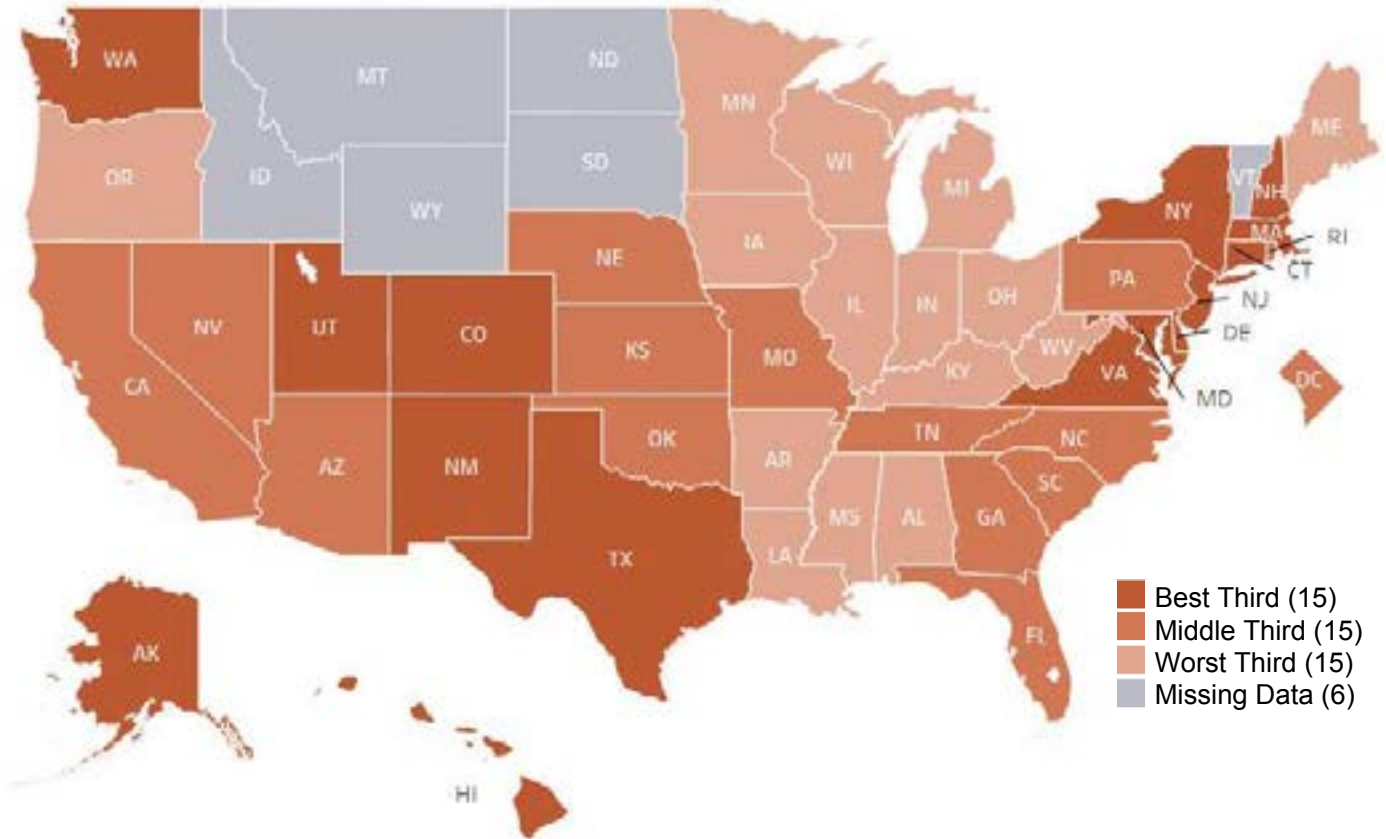 WA
MT
ND
MN
ME
OR
ID
SD
WI
VT
NH
WY
MI
NY
MA
RI
CT
NE
IA
PA
NJ
NV
UT
CO
IL
IN
OH
DE
KS
MO
WV
VA
KY
DC
CA
MD
AZ
NM
OK
TN
NC
AR
SC
MS
AL
GA
TX
LA
FL
AK
HI
Best Third (15)
Middle Third (15)
Worst Third (15)
Missing Data (6)